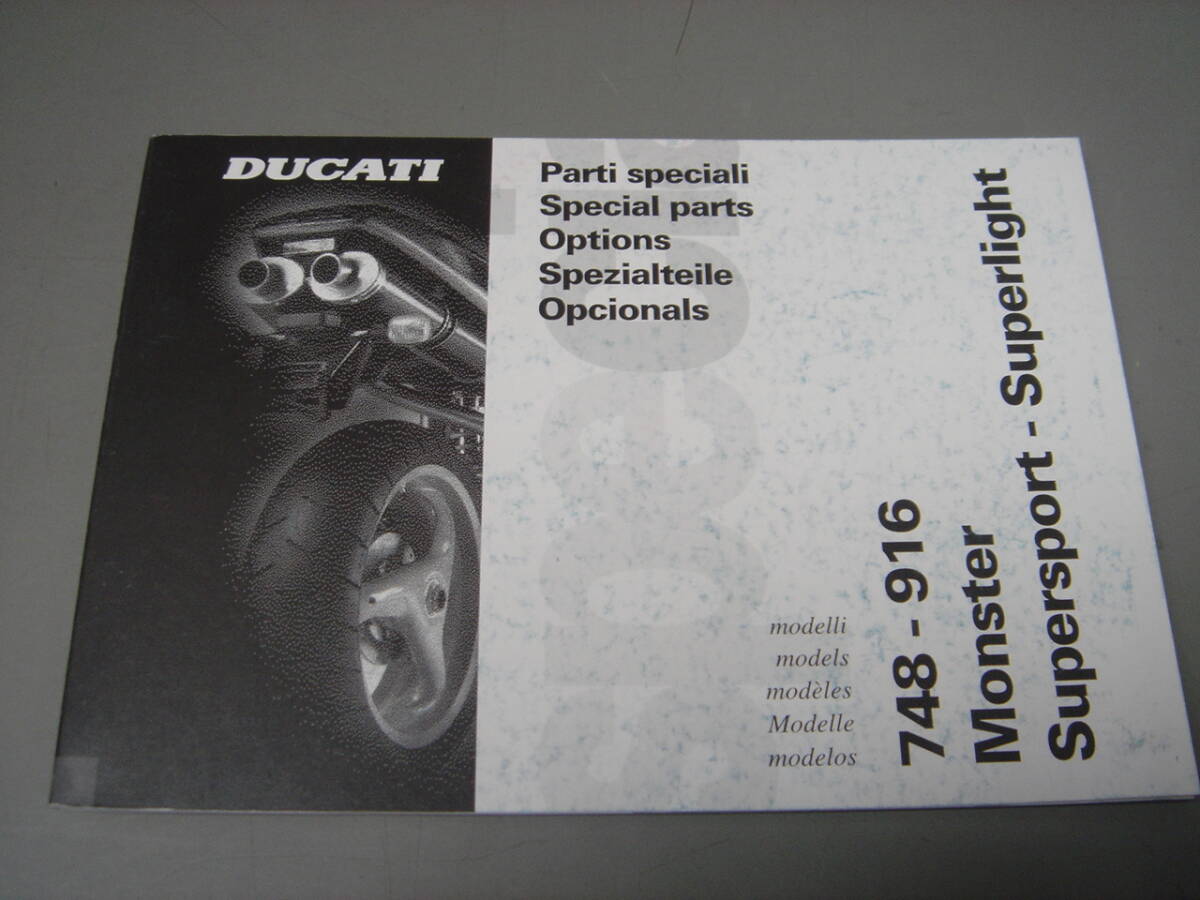 DUCATI
Parti speciali
Special parts
Options
Spezialteile
Opcionals
modelli
models
modèles
Modelle
modelos
748 - 916
Monster
Supersport - Superlight